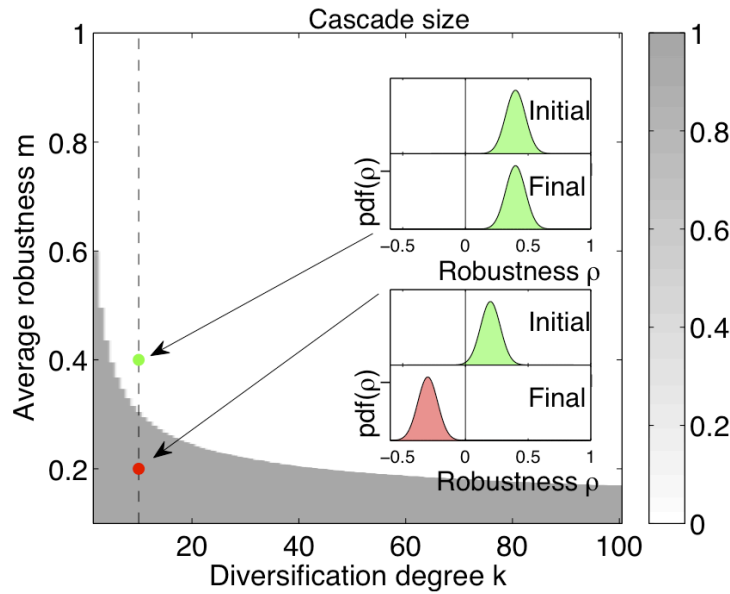 Cascade size
Average robustness m
1
0.8
0.6
0.4
0.2
20
40
60
80
100
Diversification degree k
Initial
Final
pdf(ρ)
−0.5
0
0.5
1
Robustness ρ
Initial
Final
pdf(ρ)
−0.5
0
0.5
1
Robustness ρ
1
0.8
0.6
0.4
0.2
0